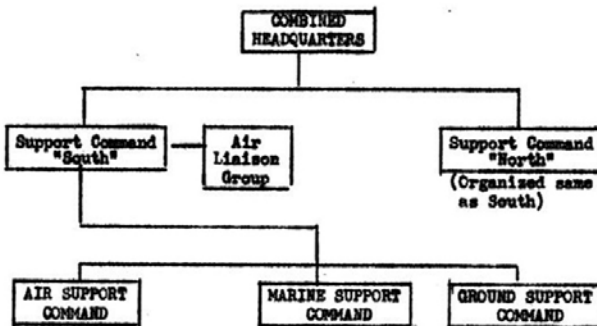 COMBINED
HEADQUARTERS
Support Command
"South"
Air
Liaison
Group
Support Command
"North"
(Organized same
as South)
AIR SUPPORT
COMMAND
MARINE SUPPORT
COMMAND
GROUND SUPPORT
COMMAND